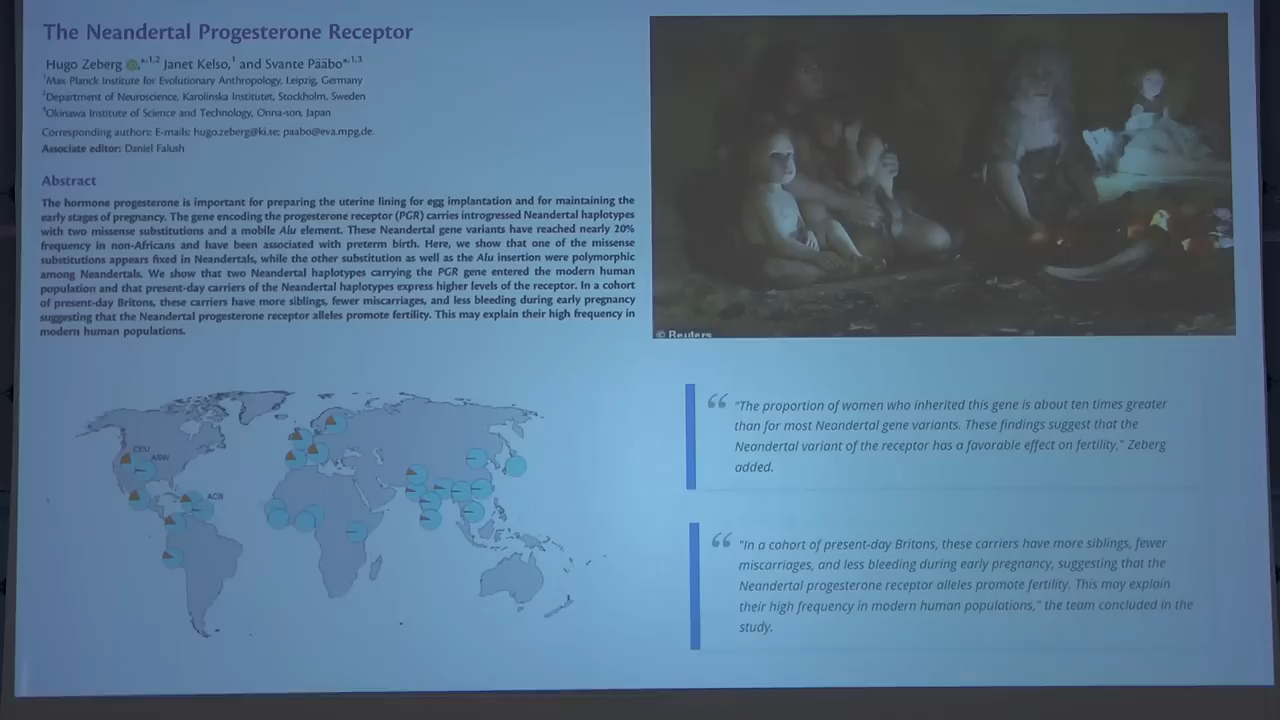 The Neandertal Progesterone Receptor
Hugo Zeberg *,1,2 Janet Kelso,1 and Svante Pääbo*,1,3
1Max Planck Institute for Evolutionary Anthropology, Leipzig, Germany
2Department of Neuroscience, Karolinska Institutet, Stockholm, Sweden
3Okinawa Institute of Science and Technology, Onna-son, Japan
Corresponding authors: E-mails: hugo.zeberg@ki.se; paabo@eva.mpg.de.
Associate editor: Daniel Falush
Abstract
The hormone progesterone is important for preparing the uterine lining for egg implantation and for maintaining the
early stages of pregnancy. The gene encoding the progesterone receptor (PGR) carries introgressed Neandertal haplotypes
with two missense substitutions and a mobile Alu element. These Neandertal gene variants have reached nearly 20%
frequency in non-Africans and have been associated with preterm birth. Here, we show that one of the missense
substitutions appears fixed in Neandertals, while the other substitution as well as the Alu insertion were polymorphic
among Neandertals. We show that two Neandertal haplotypes carrying the PGR gene entered the modern human
population and that present-day carriers of the Neandertal haplotypes express higher levels of the receptor. In a cohort
of present-day Britons, these carriers have more siblings, fewer miscarriages, and less bleeding during early pregnancy
suggesting that the Neandertal progesterone receptor alleles promote fertility. This may explain their high frequency in
modern human populations.
© Reuters
CEU
ASW
ACB
“ "The proportion of women who inherited this gene is about ten times greater
than for most Neandertal gene variants. These findings suggest that the
Neandertal variant of the receptor has a favorable effect on fertility," Zeberg
added.
“ "In a cohort of present-day Britons, these carriers have more siblings, fewer
miscarriages, and less bleeding during early pregnancy, suggesting that the
Neandertal progesterone receptor alleles promote fertility. This may explain
their high frequency in modern human populations," the team concluded in the
study.